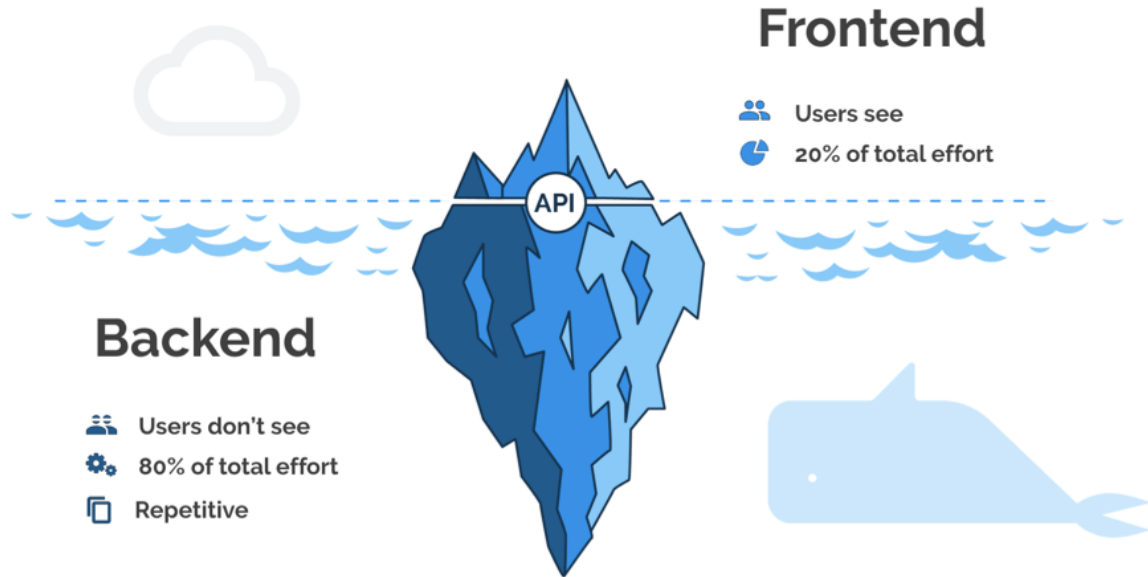 Frontend
Users see
20% of total effort
API
Backend
Users don’t see
80% of total effort
Repetitive